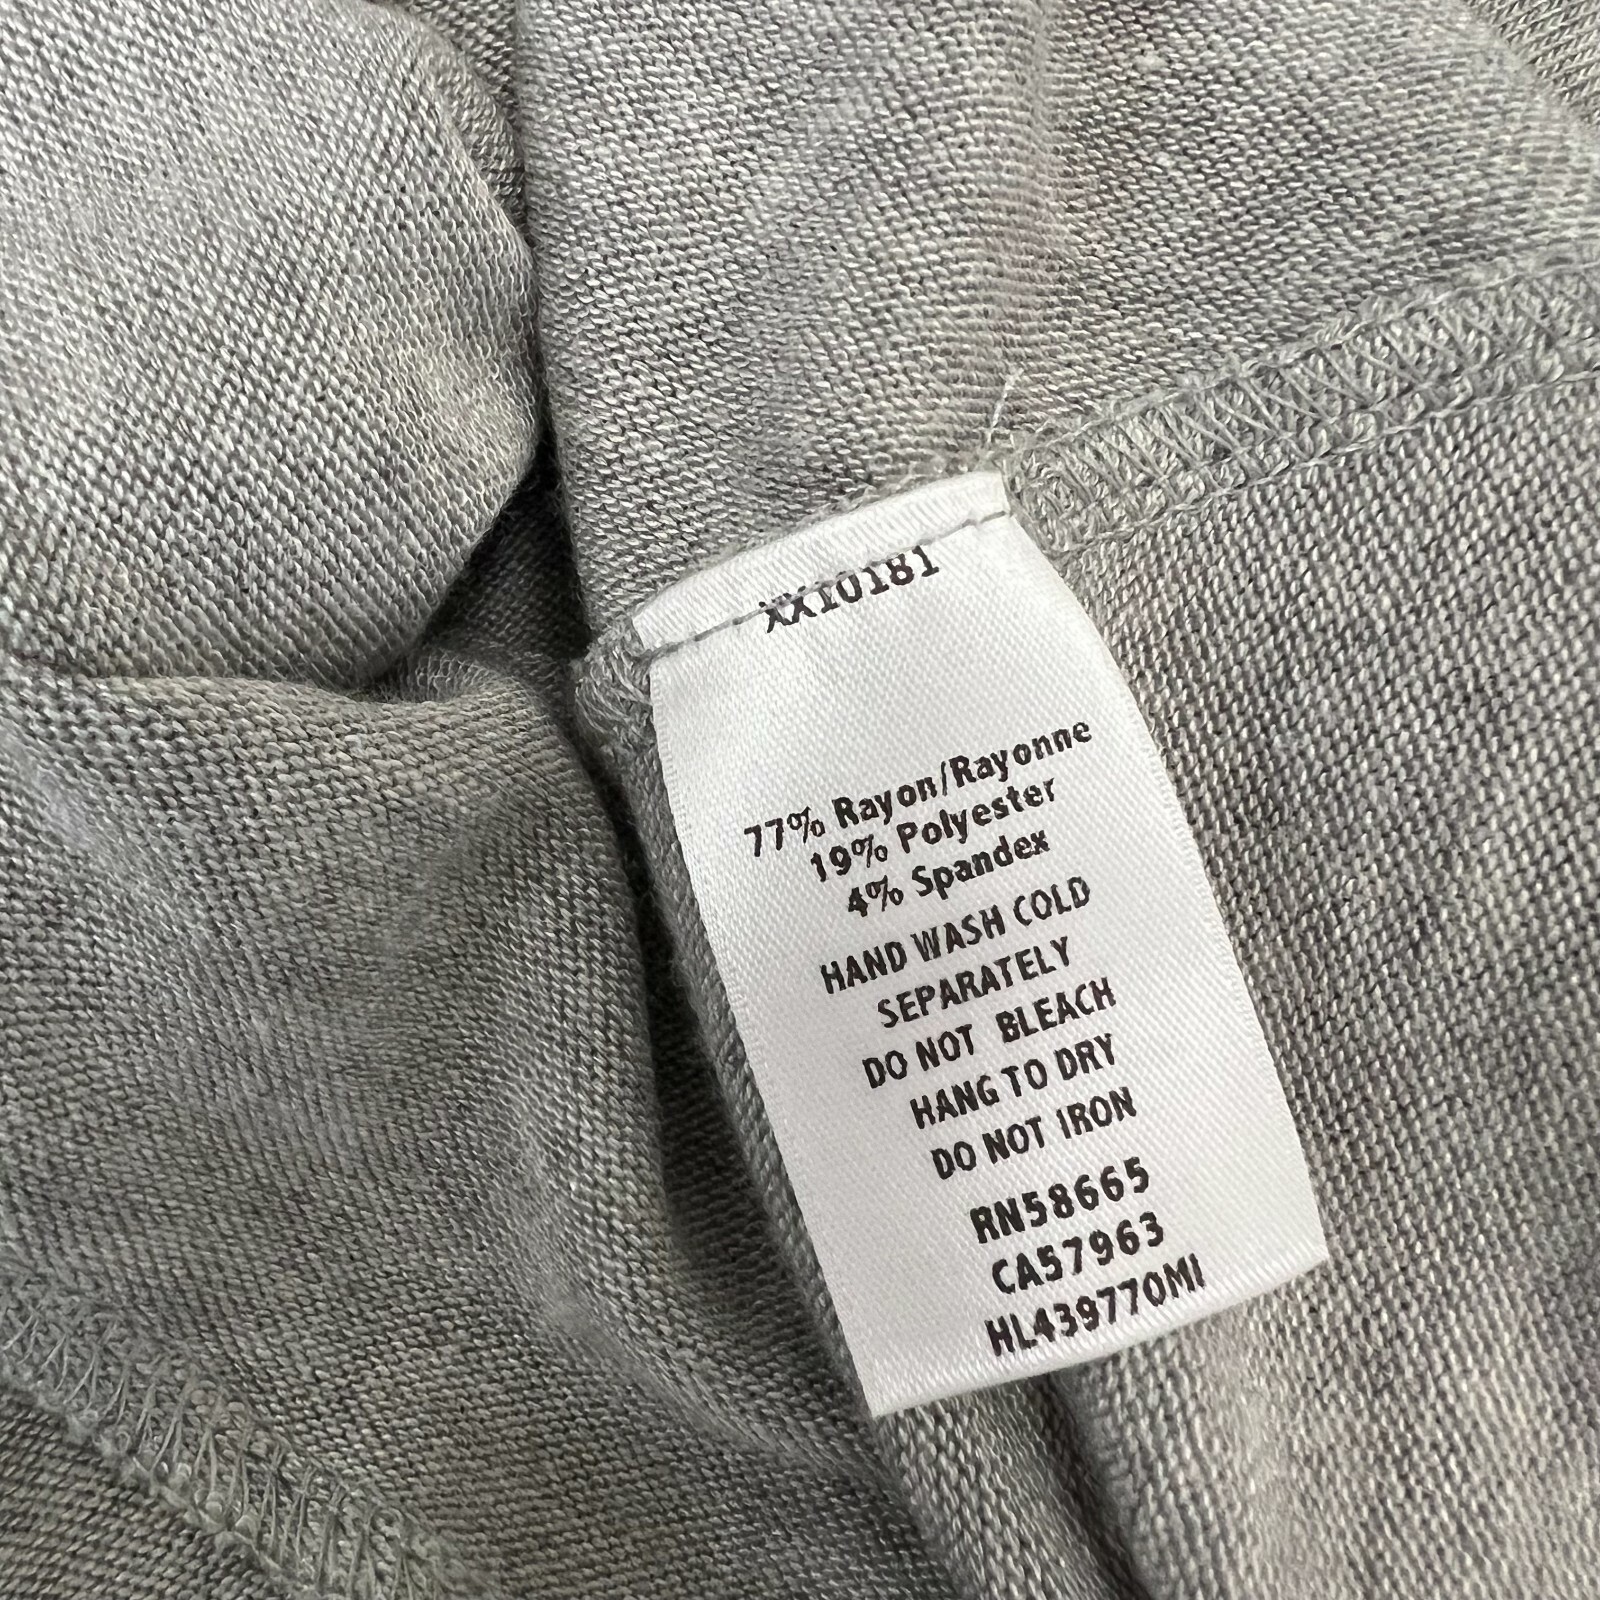 XX10181
77% Rayon/Rayonne
19% Polyester
4% Spandex
HAND WASH COLD
SEPARATELY
DO NOT BLEACH
HANG TO DRY
DO NOT IRON
RN58665
CA57963
HL439770MI